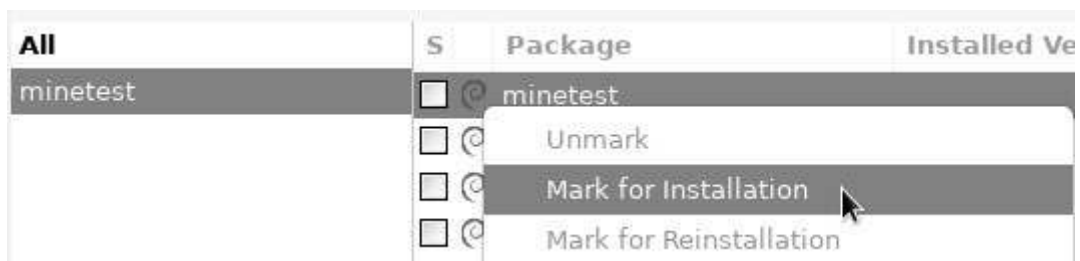 All S Package Installed Ve
minetest minetest
Unmark
Mark for Installation
Mark for Reinstallation